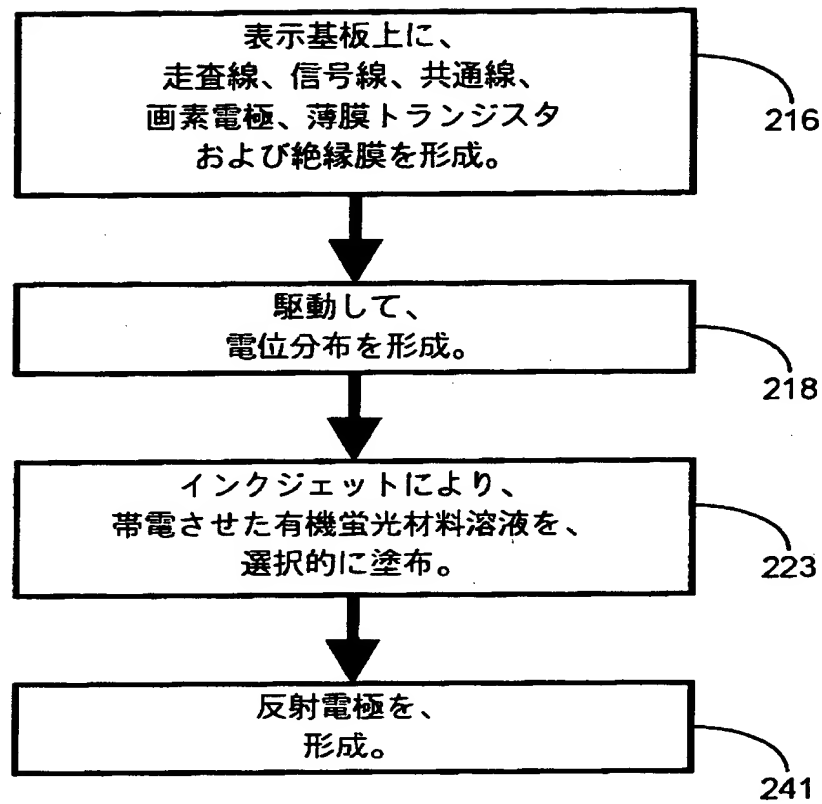 表示基板上に、
走査線、信号線、共通線、
画素電極、薄膜トランジスタ
および絶縁膜を形成。
216
駆動して、
電位分布を形成。
218
インクジェットにより、
帯電させた有機蛍光材料溶液を、
選択的に塗布。
223
反射電極を、
形成。
241